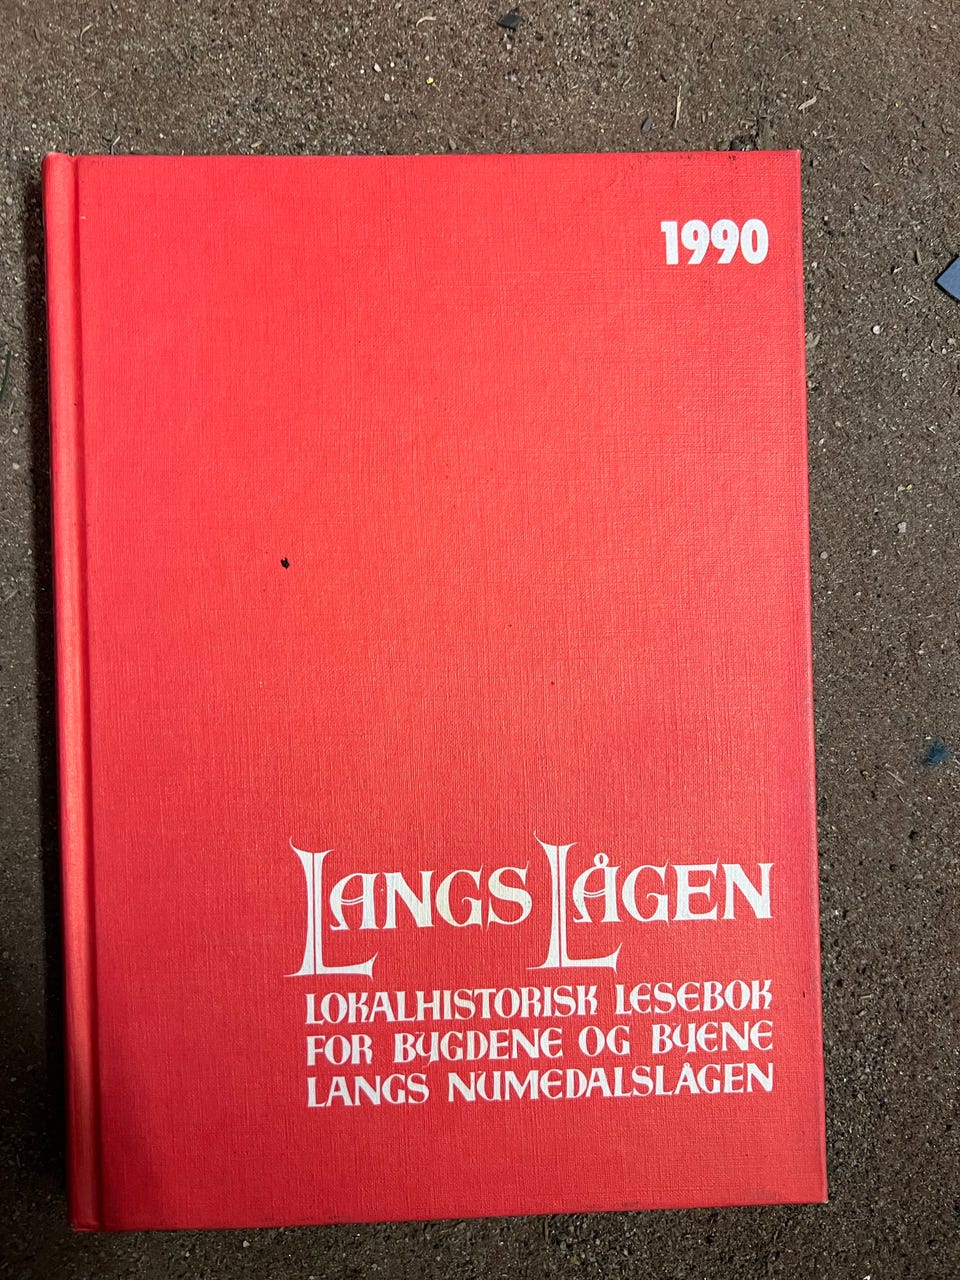 1990
LANGS LÅGEN
LOKALHISTORISK LESEBOK
FOR BYGDENE OG BYENE
LANGS NUMEDALSLÅGEN